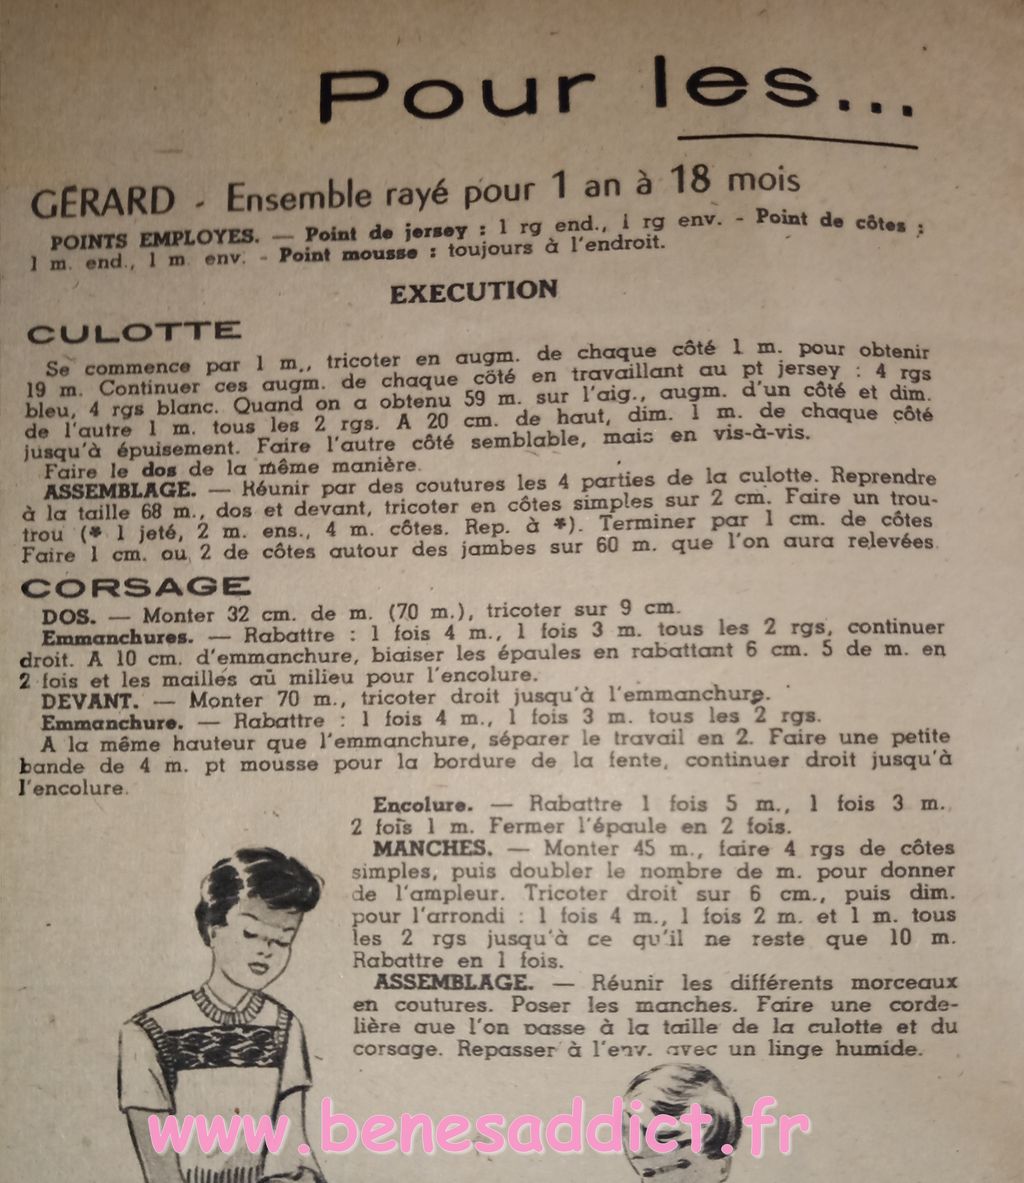 Pour les...
GÉRARD - Ensemble rayé pour 1 an à 18 mois
POINTS EMPLOYES. — Point de jersey : 1 rg end., 1 rg env. - Point de côtes :
1 m. end., 1 m. env. - Point mousse : toujours à l'endroit.
EXECUTION
CULOTTE
Se commence par 1 m., tricoter en augm. de chaque côté 1 m. pour obtenir
19 m. Continuer ces augm. de chaque côté en travaillant au pt jersey : 4 rgs
bleu, 4 rgs blanc. Quand on a obtenu 59 m. sur l'aig., augm. d'un côté et dim.
de l'autre 1 m. tous les 2 rgs. A 20 cm. de haut, dim. 1 m. de chaque côté
jusqu'à épuisement. Faire l'autre côté semblable, mais en vis-à-vis.
Faire le dos de la même manière.
ASSEMBLAGE. — Réunir par des coutures les 4 parties de la culotte. Reprendre
à la taille 68 m., dos et devant, tricoter en côtes simples sur 2 cm. Faire un trou-
trou (* 1 jeté, 2 m. ens., 4 m. côtes. Rep. à *). Terminer par 1 cm. de côtes
Faire 1 cm. ou 2 de côtes autour des jambes sur 60 m. que l'on aura relevées
CORSAGE
DOS. — Monter 32 cm. de m. (70 m.), tricoter sur 9 cm.
Emmanchures. — Rabattre : 1 fois 4 m., 1 fois 3 m. tous les 2 rgs, continuer
droit. A 10 cm. d'emmanchure, biaiser les épaules en rabattant 6 cm. 5 de m. en
2 fois et les mailles aü milieu pour l'encolure.
DEVANT. — Monter 70 m., tricoter droit jusqu'à l'emmanchure.
Emmanchure. — Rabattre : 1 fois 4 m., 1 fois 3 m. tous les 2 rgs.
A la même hauteur que l'emmanchure, séparer le travail en 2. Faire une petite
bande de 4 m. pt mousse pour la bordure de la fente, continuer droit jusqu'à
l'encolure.
Encolure. — Rabattre 1 fois 5 m., 1 fois 3 m.
2 fois 1 m. Fermer l'épaule en 2 fois.
MANCHES. — Monter 45 m., faire 4 rgs de côtes
simples, puis doubler le nombre de m. pour donner
de l'ampleur. Tricoter droit sur 6 cm., puis dim.
pour l'arrondi : 1 fois 4 m., 1 fois 2 m. et 1 m. tous
les 2 rgs jusqu'à ce qu'il ne reste que 10 m.
Rabattre en 1 fois.
ASSEMBLAGE. — Réunir les différents morceaux
en coutures. Poser les manches. Faire une corde-
lière que l'on passe à la taille de la culotte et du
corsage. Repasser à l'env. avec un linge humide.
www.benesaddict.fr